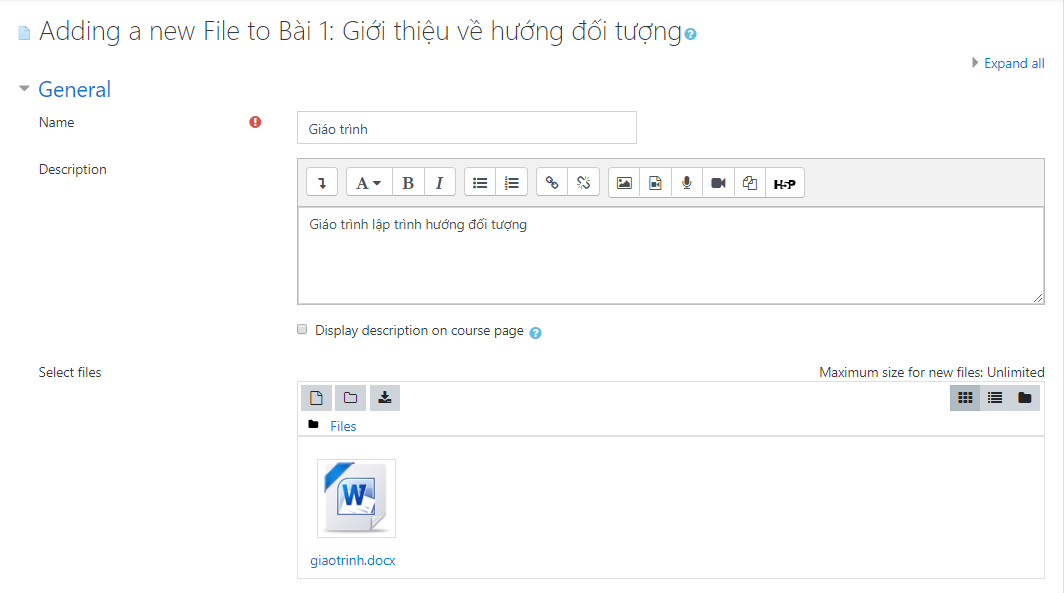 Adding a new File to Bài 1: Giới thiệu về hướng đối tượng
Expand all
General
Name
Giáo trình
Description
A B I H-P
Giáo trình lập trình hướng đối tượng
Display description on course page
Select files
Maximum size for new files: Unlimited
Files
W
giaotrinh.docx